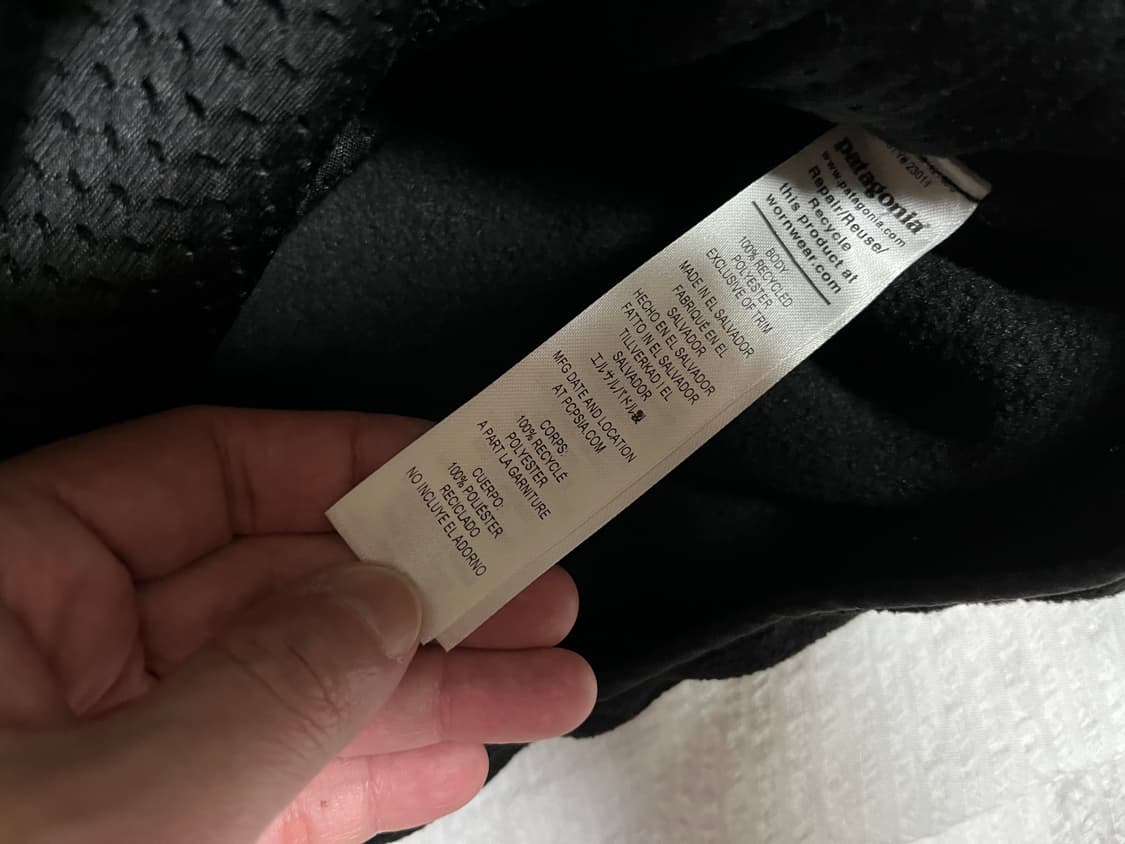 patagonia®
www.patagonia.com
Repair/Reuse/
Recycle
this product at
wornwear.com
BODY:
100% RECYCLED
POLYESTER
EXCLUSIVE OF TRIM
MADE IN EL SALVADOR
FABRIQUÉ EN EL
SALVADOR
HECHO EN EL SALVADOR
FATTO IN EL SALVADOR
TILLVERKAD I EL
SALVADOR
エルサルバドル製
MFG DATE AND LOCATION
AT PCPSIA.COM
CORPS:
100% RECYCLÉ
POLYESTER
A PART LA GARNITURE
CUERPO:
100% POLIÉSTER
RECICLADO
NO INCLUYE EL ADORNO